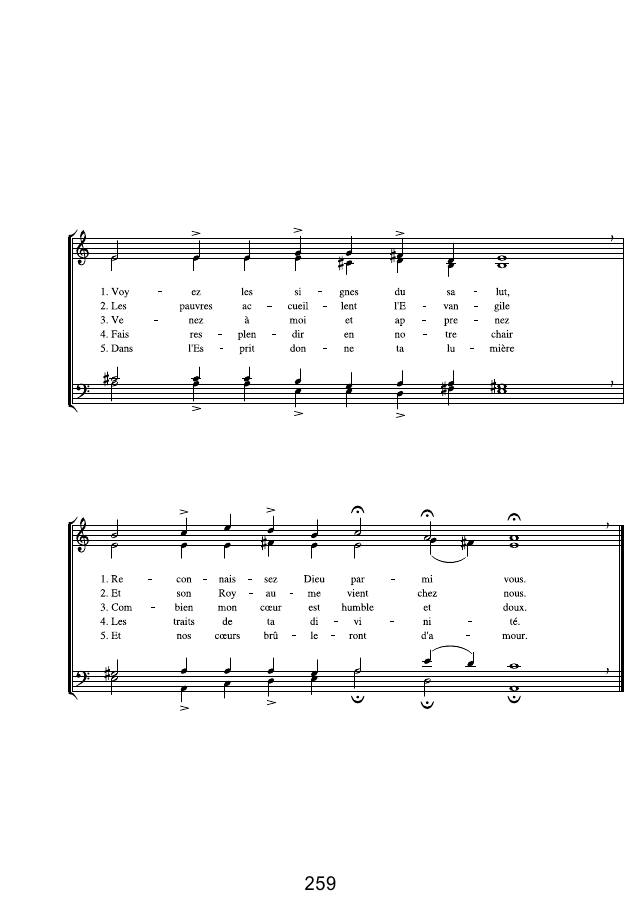 1. Voy - ez les si - gnes du sa - lut,
2. Les pauvres ac - cueil - lent l'E - van - gile
3. Ve - nez à moi et ap - pre - nez
4. Fais res - plen - dir en no - tre chair
5. Dans l'Es - prit don - ne ta lu - mière
1. Re - con - nais - sez Dieu par - mi vous.
2. Et son Roy - au - me vient chez nous.
3. Com - bien mon cœur est humble et doux.
4. Les traits de ta di - vi - ni - té.
5. Et nos cœurs brû - le - ront d'a - mour.
259